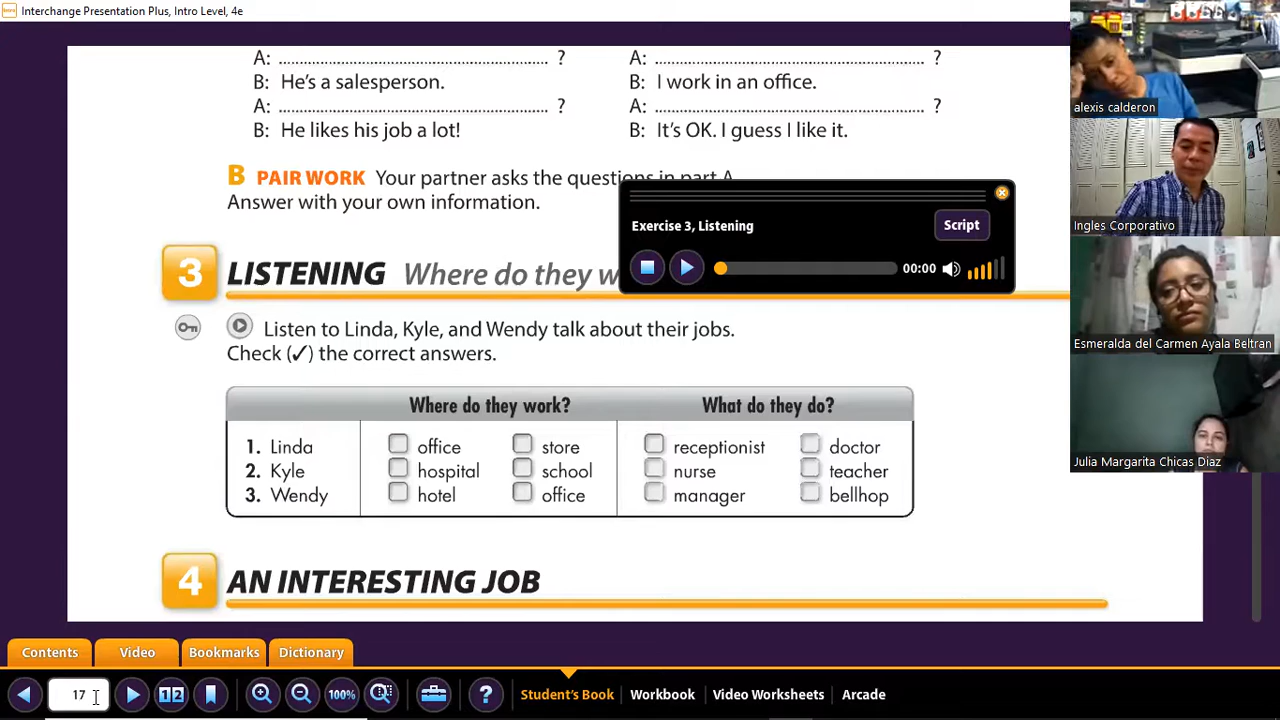 Interchange Presentation Plus, Intro Level, 4e
A: .................................................... ?
B: He's a salesperson.
A: .................................................... ?
B: He likes his job a lot!
A: .................................................... ?
B: I work in an office.
A: .................................................... ?
B: It's OK. I guess I like it.
B PAIR WORK Your partner asks the questions in part A.
Answer with your own information.
Exercise 3, Listening
Script
00:00
3 LISTENING Where do they w
Listen to Linda, Kyle, and Wendy talk about their jobs.
Check (✓) the correct answers.
Where do they work? What do they do?
1. Linda office store receptionist doctor
2. Kyle hospital school nurse teacher
3. Wendy hotel office manager bellhop
4 AN INTERESTING JOB
alexis calderon
Ingles Corporativo
Esmeralda del Carmen Ayala Beltran
Julia Margarita Chicas Diaz
Contents Video Bookmarks Dictionary
17 12 100% ? Student's Book Workbook Video Worksheets Arcade